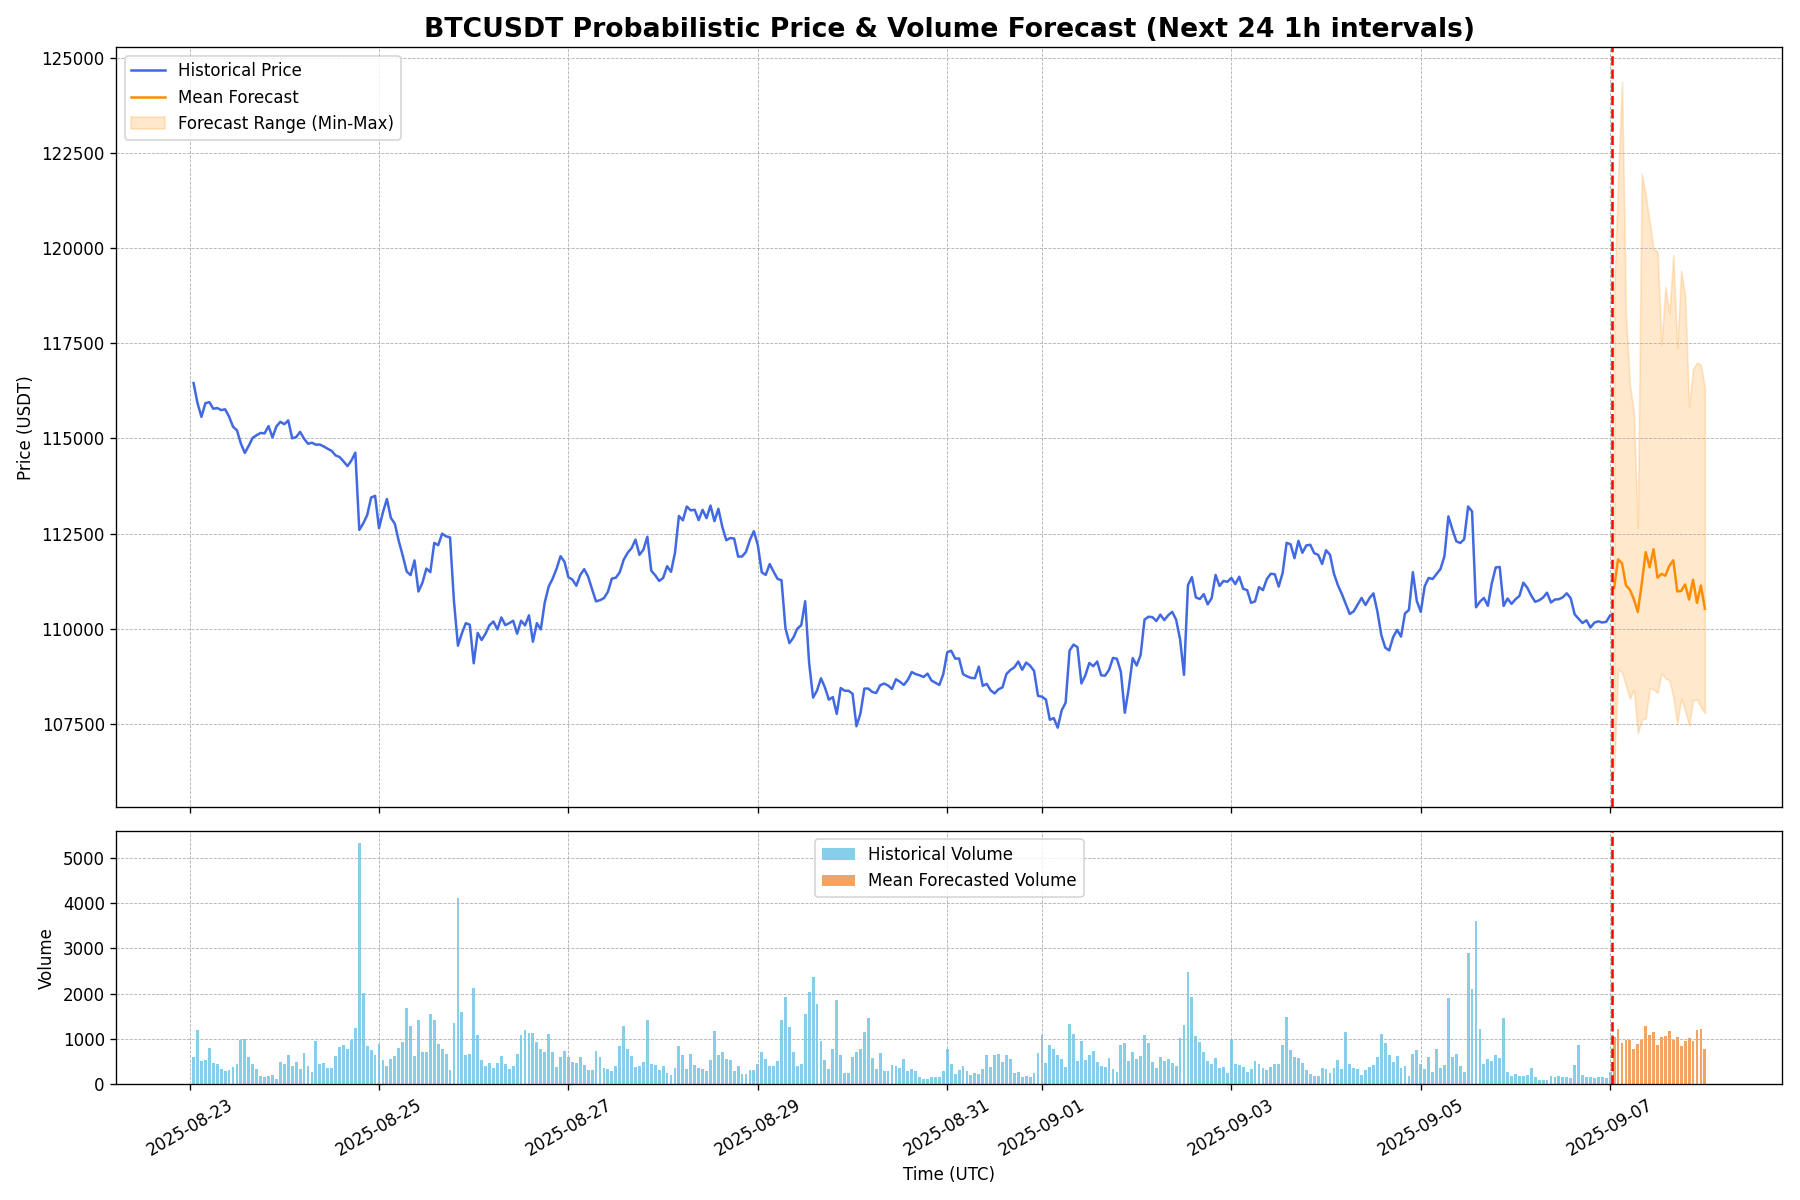 BTCUSDT Probabilistic Price & Volume Forecast (Next 24 1h intervals)
125000
122500
120000
117500
115000
112500
110000
107500
Price (USDT)
Historical Price
Mean Forecast
Forecast Range (Min-Max)
5000
4000
3000
2000
1000
0
Volume
Historical Volume
Mean Forecasted Volume
2025-08-23
2025-08-25
2025-08-27
2025-08-29
2025-08-31
2025-09-01
2025-09-03
2025-09-05
2025-09-07
Time (UTC)